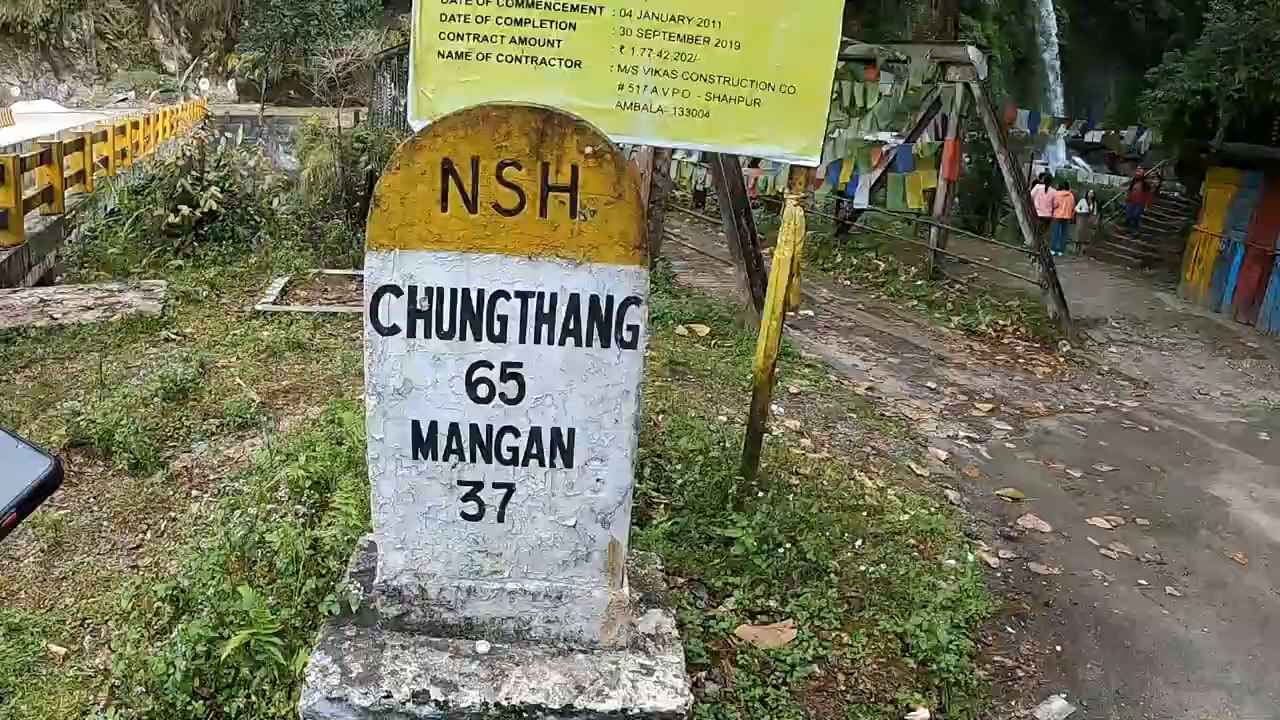 DATE OF COMMENCEMENT : 04 JANUARY 2011
DATE OF COMPLETION : 30 SEPTEMBER 2019
CONTRACT AMOUNT : ₹ 1,77,42,202/-
NAME OF CONTRACTOR : M/S VIKAS CONSTRUCTION CO.
# 517 A V.P.O. - SHAHPUR
AMBALA- 133004
NSH
CHUNGTHANG
65
MANGAN
37